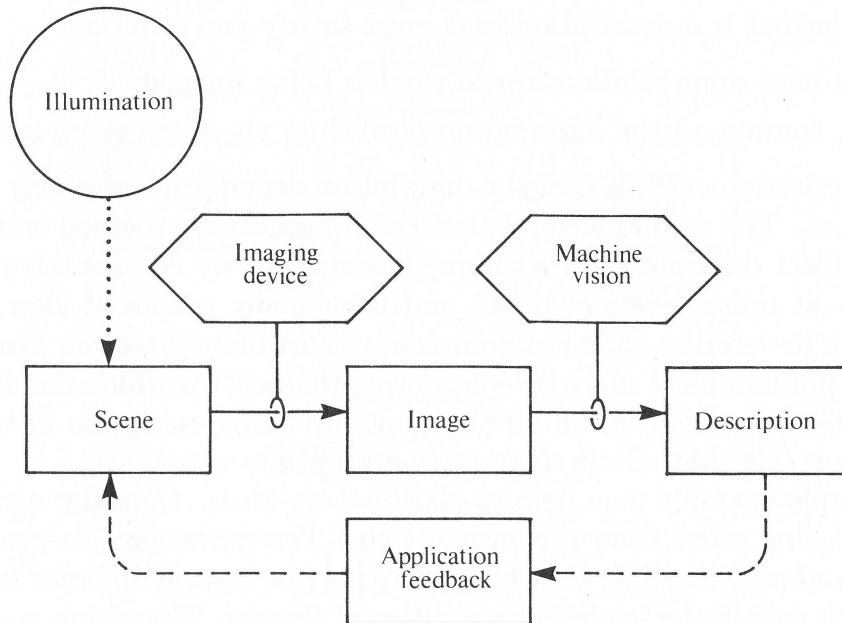 Illumination
Imaging
device
Machine
vision
Scene
Image
Description
Application
feedback